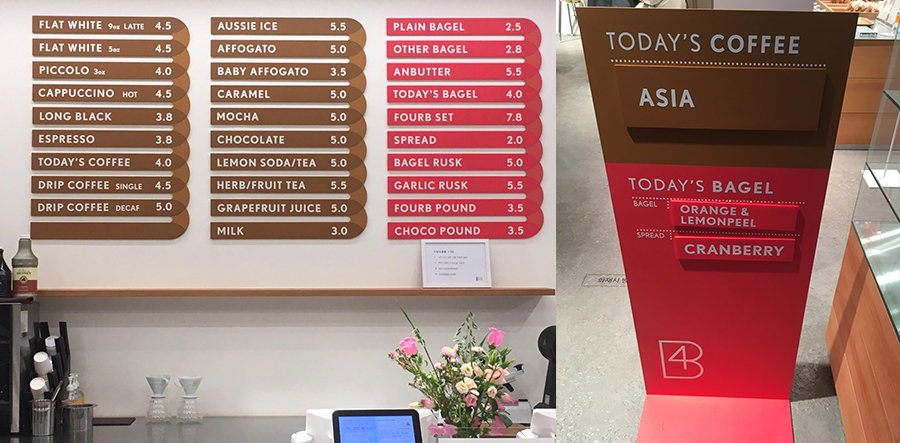 FLAT WHITE 9oz LATTE 4.5
FLAT WHITE 5oz 4.5
PICCOLO 3oz 4.0
CAPPUCCINO HOT 4.5
LONG BLACK 3.8
ESPRESSO 3.8
TODAY'S COFFEE 4.0
DRIP COFFEE SINGLE 4.5
DRIP COFFEE DECAF 5.0
AUSSIE ICE 5.5
AFFOGATO 5.0
BABY AFFOGATO 3.5
CARAMEL 5.0
MOCHA 5.0
CHOCOLATE 5.0
LEMON SODA/TEA 5.0
HERB/FRUIT TEA 5.5
GRAPEFRUIT JUICE 5.0
MILK 3.0
PLAIN BAGEL 2.5
OTHER BAGEL 2.8
ANBUTTER 5.5
TODAY'S BAGEL 4.0
FOURB SET 7.8
SPREAD 2.0
BAGEL RUSK 5.0
GARLIC RUSK 5.5
FOURB POUND 3.5
CHOCO POUND 3.5
TODAY'S COFFEE
ASIA
TODAY'S BAGEL
BAGEL ORANGE &
LEMONPEEL
SPREAD CRANBERRY
4B